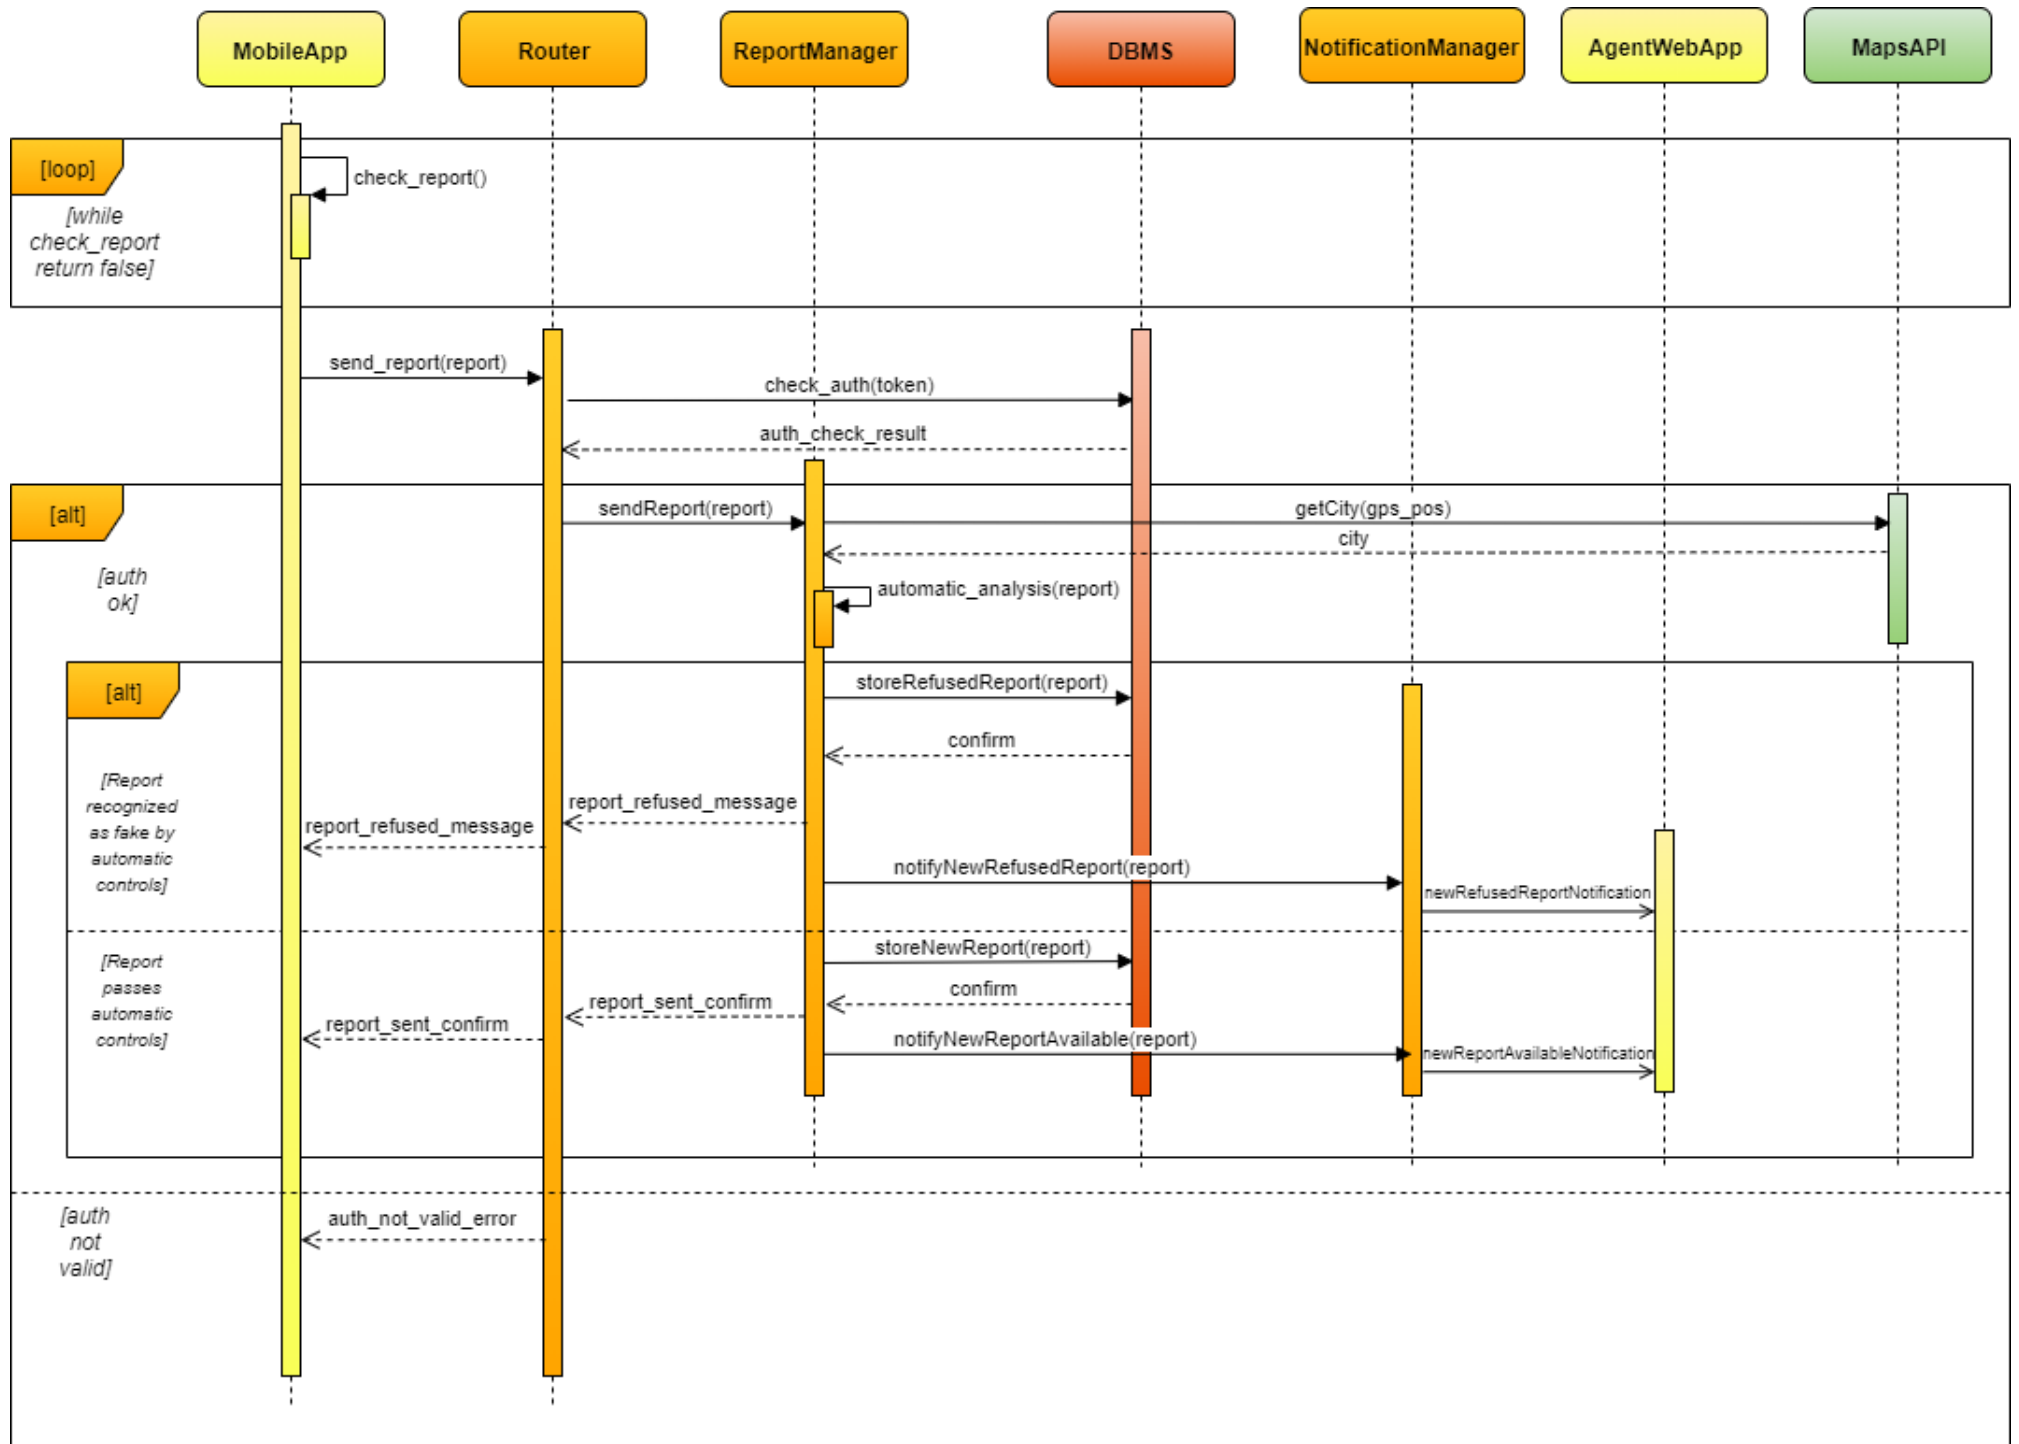 MobileApp
Router
ReportManager
DBMS
NotificationManager
AgentWebApp
MapsAPI
[loop]
check_report()
[while
check_report
return false]
send_report(report)
check_auth(token)
auth_check_result
[alt]
sendReport(report)
getCity(gps_pos)
city
[auth
ok]
automatic_analysis(report)
[alt]
storeRefusedReport(report)
confirm
[Report
recognized
as fake by
automatic
controls]
report_refused_message
report_refused_message
notifyNewRefusedReport(report)
newRefusedReportNotification
[Report
passes
automatic
controls]
storeNewReport(report)
confirm
report_sent_confirm
report_sent_confirm
notifyNewReportAvailable(report)
newReportAvailableNotification
[auth
not
valid]
auth_not_valid_error